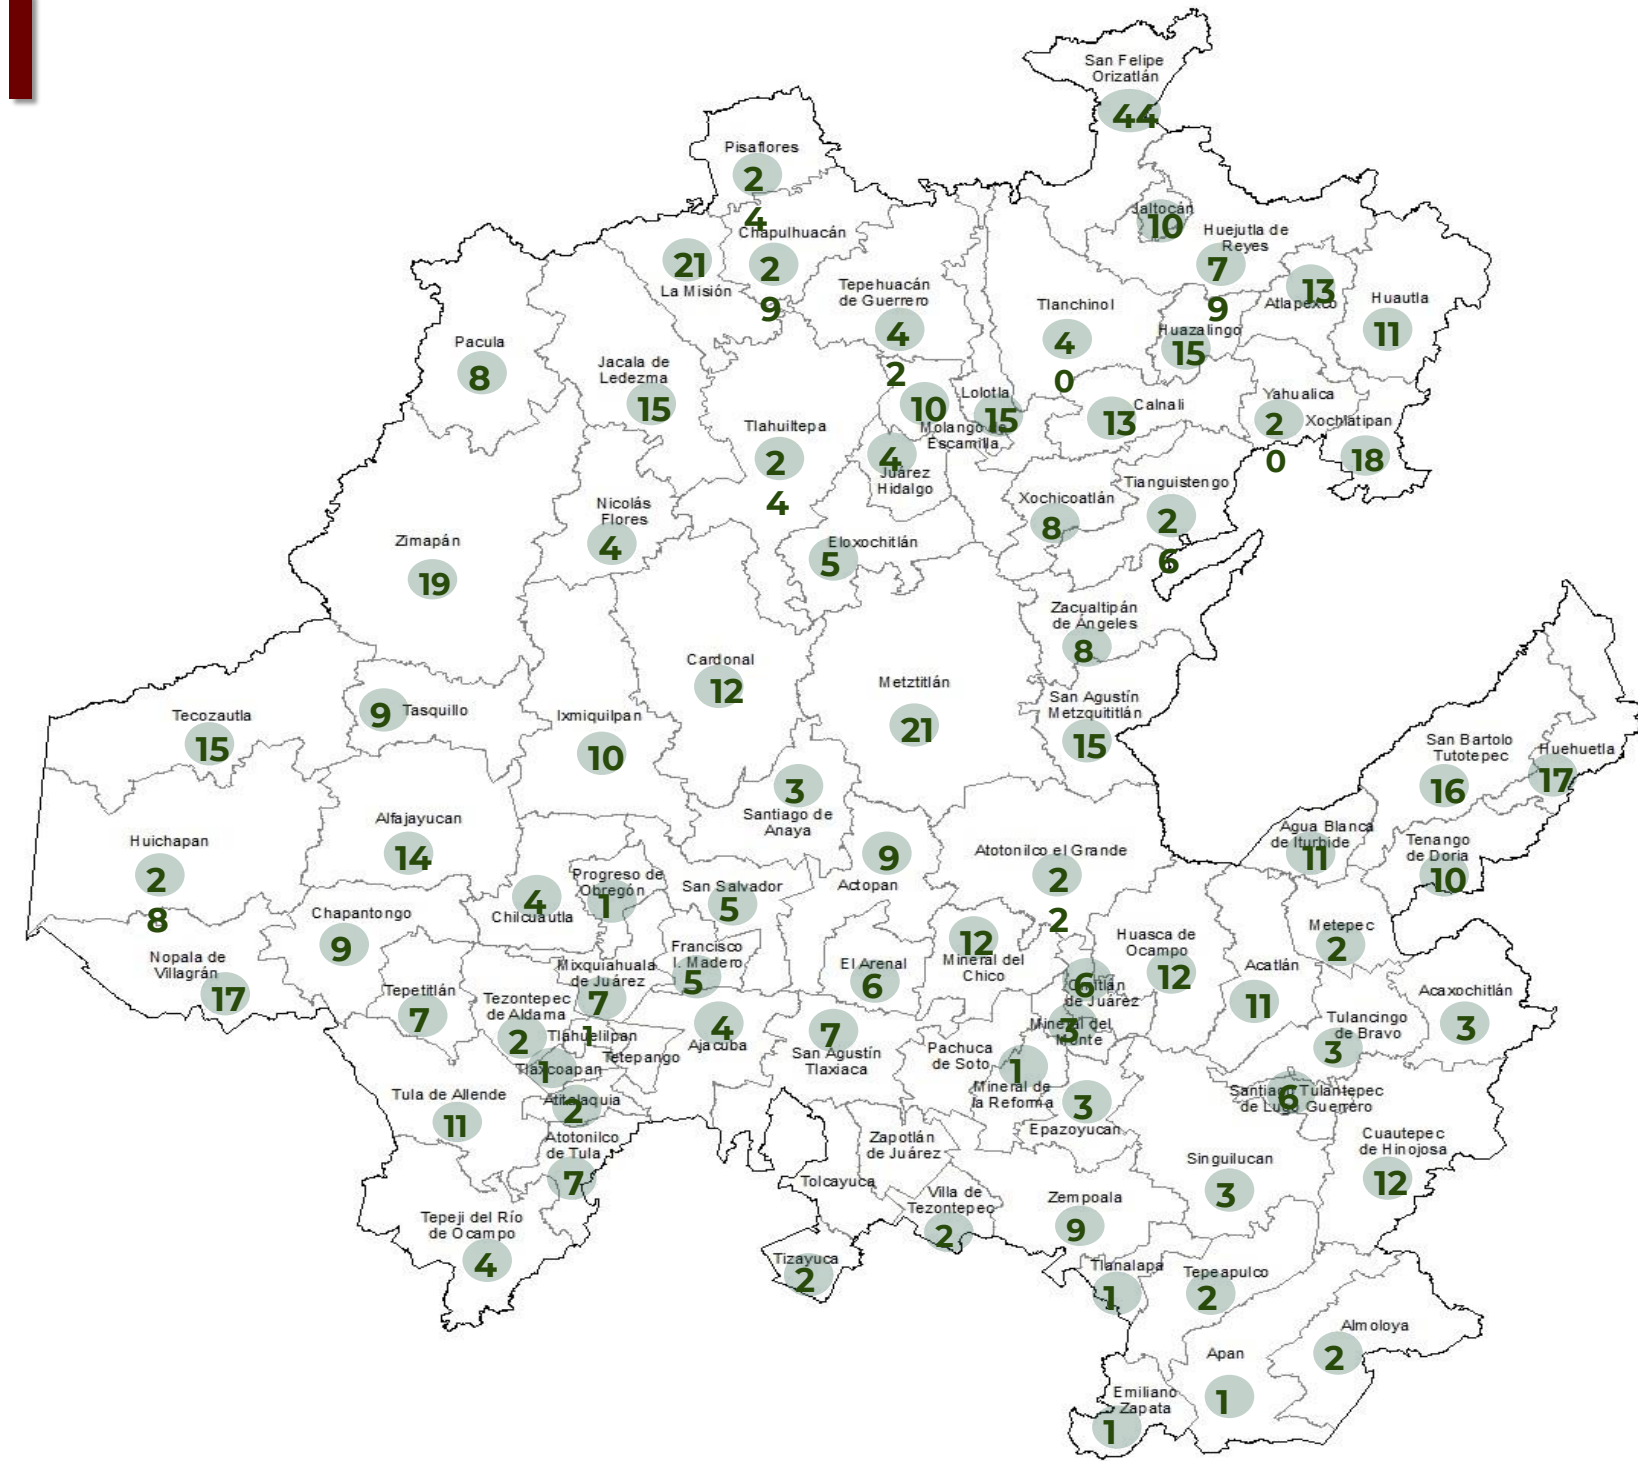 San Felipe
Orizatlán
44
Pisaflores
2
4
Jaltocán
10
Huejutla de
Reyes
7
9
Chapulhuacán
2
9
21
La Misión
Tepehuacán
de Guerrero
4
2
Tlanchinol
4
0
13
Atlapexco
Huautla
11
Huazalingo
15
Pacula
8
Jacala de
Ledezma
15
Lolotla
15
10
Molango de
Escamilla
Calnali
13
Yahualica
2
0
Xochiatipan
18
Tlahuiltepa
2
4
4
Juárez
Hidalgo
Xochicoatlán
8
Tianguistengo
2
6
Nicolás
Flores
4
Zimapán
19
Eloxochitlán
5
Zacualtipán
de Ángeles
8
Cardonal
12
Metztitlán
21
San Agustín
Metzquititlán
15
Tecozautla
15
9
Tasquillo
Ixmiquilpan
10
San Bartolo
Tutotepec
16
Huehuetla
17
3
Santiago de
Anaya
Alfajayucan
14
Huichapan
2
8
9
Actopan
Atotonilco el Grande
2
2
Agua Blanca
de Iturbide
11
Tenango
de Doria
10
4
Chilcuautla
Progreso de
Obregón
1
San Salvador
5
Chapantongo
9
Nopala de
Villagrán
17
Francisco
I. Madero
5
El Arenal
6
12
Mineral del
Chico
Huasca de
Ocampo
12
Metepec
2
Acatlán
11
Acaxochitlán
3
Mixquiahuala
de Juárez
7
1
Tepetitlán
7
Tezontepec
de Aldama
2
6
Omitlán
de Juárez
Mineral del
Monte
3
Tulancingo
de Bravo
3
4
Ajacuba
7
San Agustín
Tlaxiaca
Tlahuelilpan
Tetepango
Tlaxcoapan
1
Pachuca
de Soto
1
Mineral de
la Reforma
3
Epazoyucan
Santiago Tulantepec
de Lugo Guerrero
6
Tula de Allende
11
Atitalaquia
2
Atotonilco
de Tula
7
Zapotlán
de Juárez
Cuautepec
de Hinojosa
12
Singuilucan
3
Tolcayuca
Villa de
Tezontepec
2
Zempoala
9
Tepeji del Río
de Ocampo
4
Tizayuca
2
Tlanalapa
1
Tepeapulco
2
Almoloya
2
Apan
1
Emiliano
Zapata
1